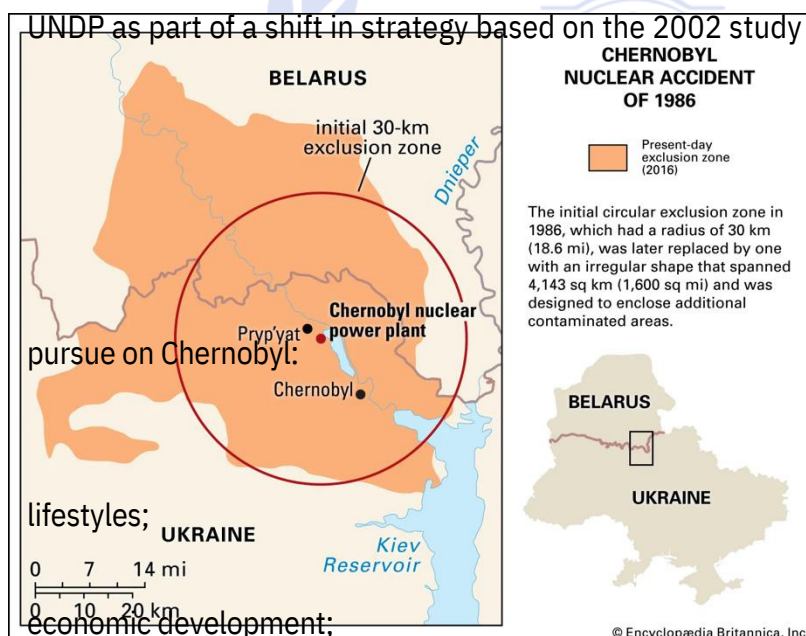 UNDP as part of a shift in strategy based on the 2002 study
CHERNOBYL
NUCLEAR ACCIDENT
OF 1986
BELARUS
initial 30-km
exclusion zone
Dnieper
Present-day
exclusion zone
(2016)
The initial circular exclusion zone in
1986, which had a radius of 30 km
(18.6 mi), was later replaced by one
with an irregular shape that spanned
4,143 sq km (1,600 sq mi) and was
designed to enclose additional
contaminated areas.
Chernobyl nuclear
power plant
Pryp'yat
pursue on Chernobyl:
Chernobyl
BELARUS
UKRAINE
lifestyles;
UKRAINE
Kiev
Reservoir
0 7 14 mi
0 10 20 km
economic development;
© Encyclopædia Britannica, Inc